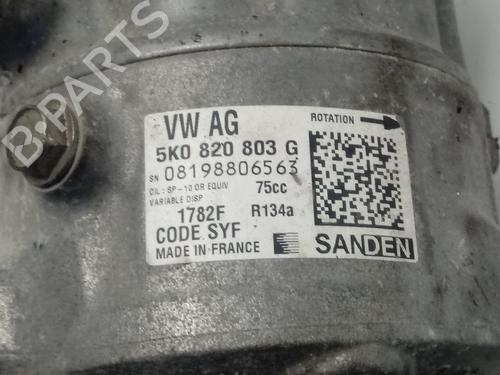 B-PARTS
VW AG
ROTATION
5K0 820 803 G
SN 08198806563
OIL: SP-10 OR EQUIV 75cc
VARIABLE DISP
1782F R134a
CODE SYF
MADE IN FRANCE SANDEN